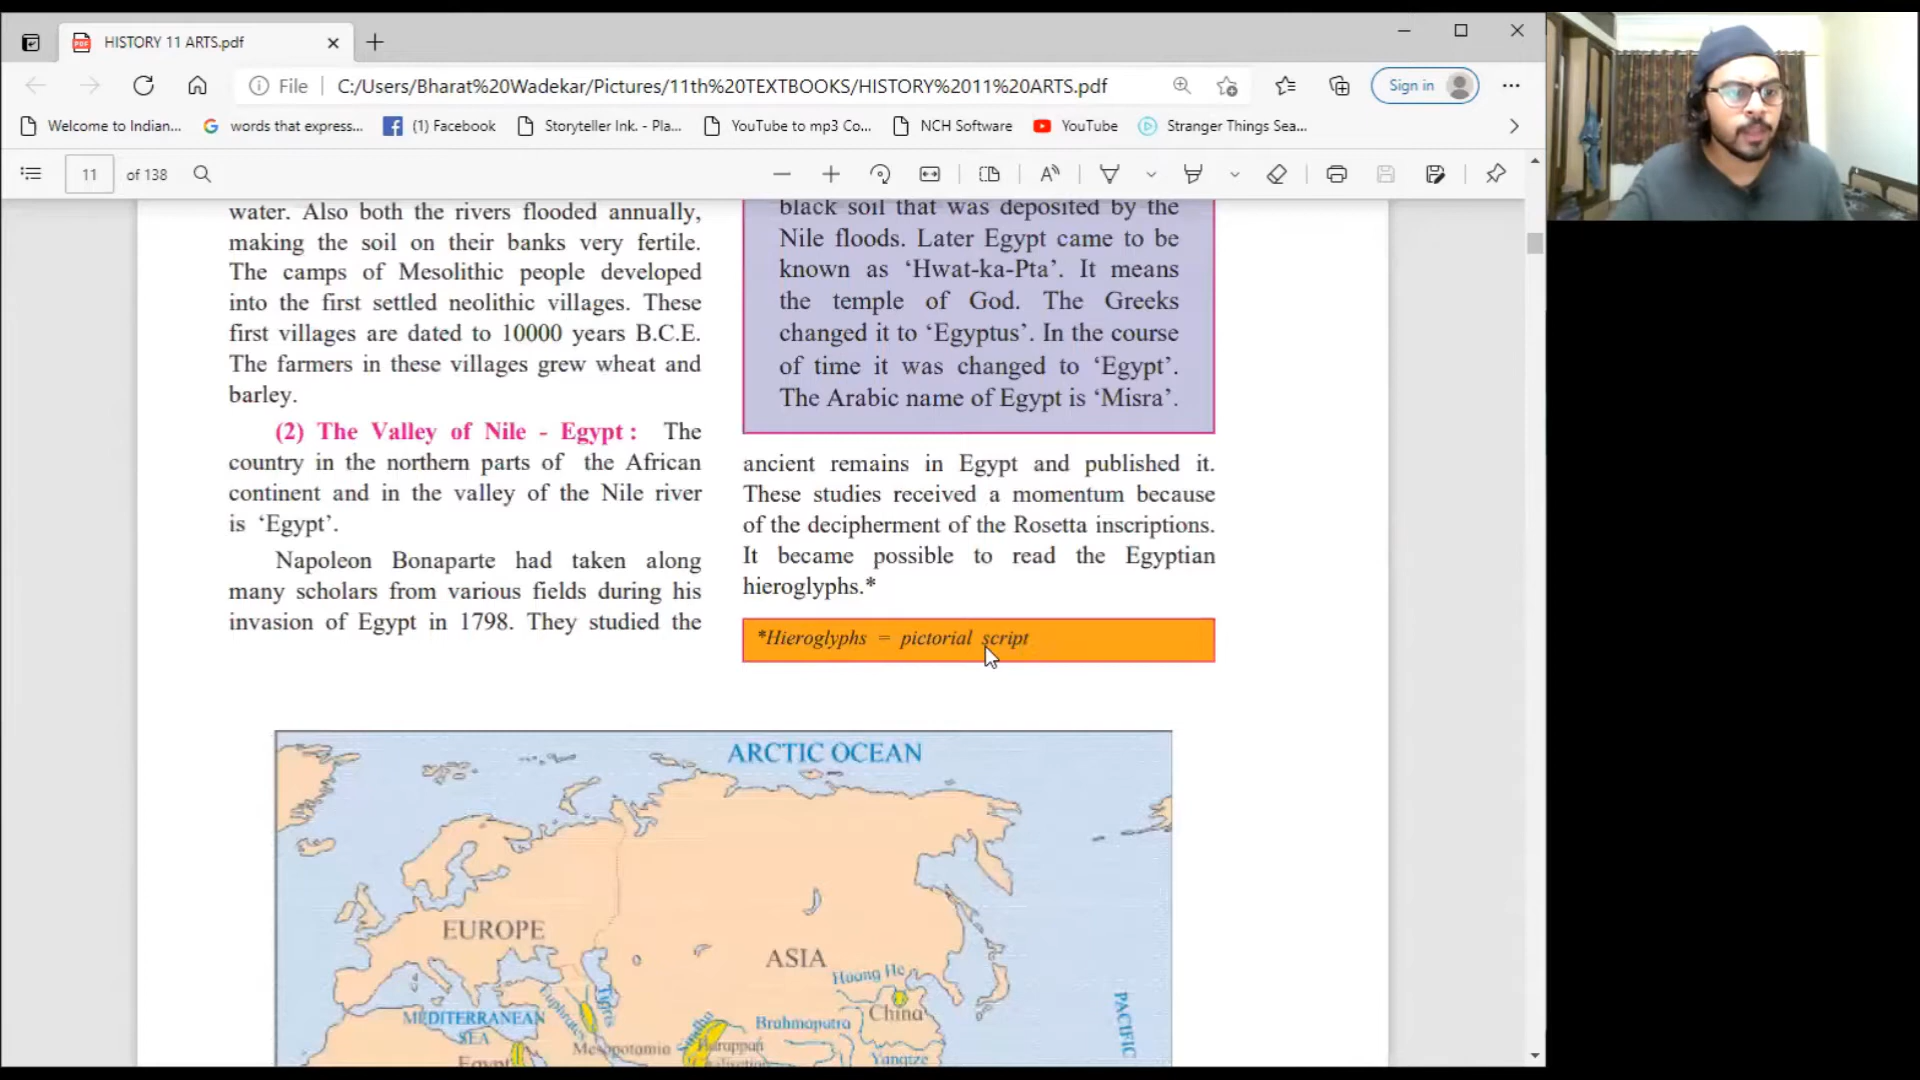 HISTORY 11 ARTS.pdf
File
C:/Users/Bharat%20Wadekar/Pictures/11th%20TEXTBOOKS/HISTORY%2011%20ARTS.pdf
Sign in
Welcome to Indian...
words that express...
(1) Facebook
Storyteller Ink. - Pla...
YouTube to mp3 Co...
NCH Software
YouTube
Stranger Things Sea...
11 of 138
water. Also both the rivers flooded annually,
making the soil on their banks very fertile.
The camps of Mesolithic people developed
into the first settled neolithic villages. These
first villages are dated to 10000 years B.C.E.
The farmers in these villages grew wheat and
barley.
(2) The Valley of Nile - Egypt : The
country in the northern parts of the African
continent and in the valley of the Nile river
is ‘Egypt’.
Napoleon Bonaparte had taken along
many scholars from various fields during his
invasion of Egypt in 1798. They studied the
black soil that was deposited by the
Nile floods. Later Egypt came to be
known as ‘Hwat-ka-Pta’. It means
the temple of God. The Greeks
changed it to ‘Egyptus’. In the course
of time it was changed to ‘Egypt’.
The Arabic name of Egypt is ‘Misra’.
ancient remains in Egypt and published it.
These studies received a momentum because
of the decipherment of the Rosetta inscriptions.
It became possible to read the Egyptian
hieroglyphs.*
*Hieroglyphs = pictorial script
ARCTIC OCEAN
EUROPE
ASIA
Huang He
China
Euphrates
Tigris
MEDITERRANEAN
SEA
Brahmaputra
PACIFIC
Mesopotamia
Harappan
Yangtze
Egypt